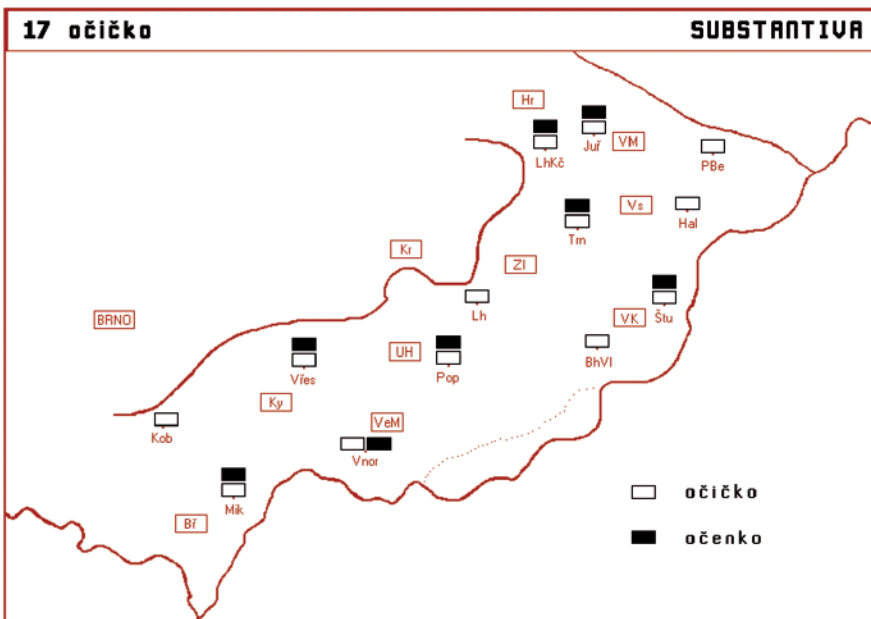 17 očičko
SUBSTANTIVA
Hr
LhKč
Juř
VM
PBe
Trn
Vs
Hal
Kr
Zl
Lh
BRNO
Štu
VK
BhVl
Vřes
UH
Pop
Ky
Kob
VeM
Vnor
Mik
Bř
očičko
očenko